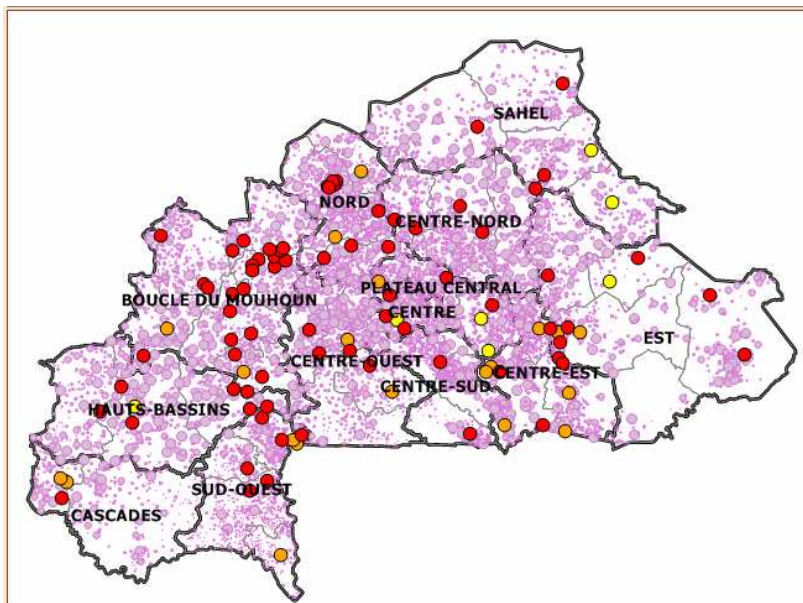 SAHEL
NORD
CENTRE-NORD
PLATEAU CENTRAL
BOUCLE DU MOUHOUN
CENTRE
EST
CENTRE-OUEST
CENTRE-EST
CENTRE-SUD
HAUTS-BASSINS
SUD-OUEST
CASCADES